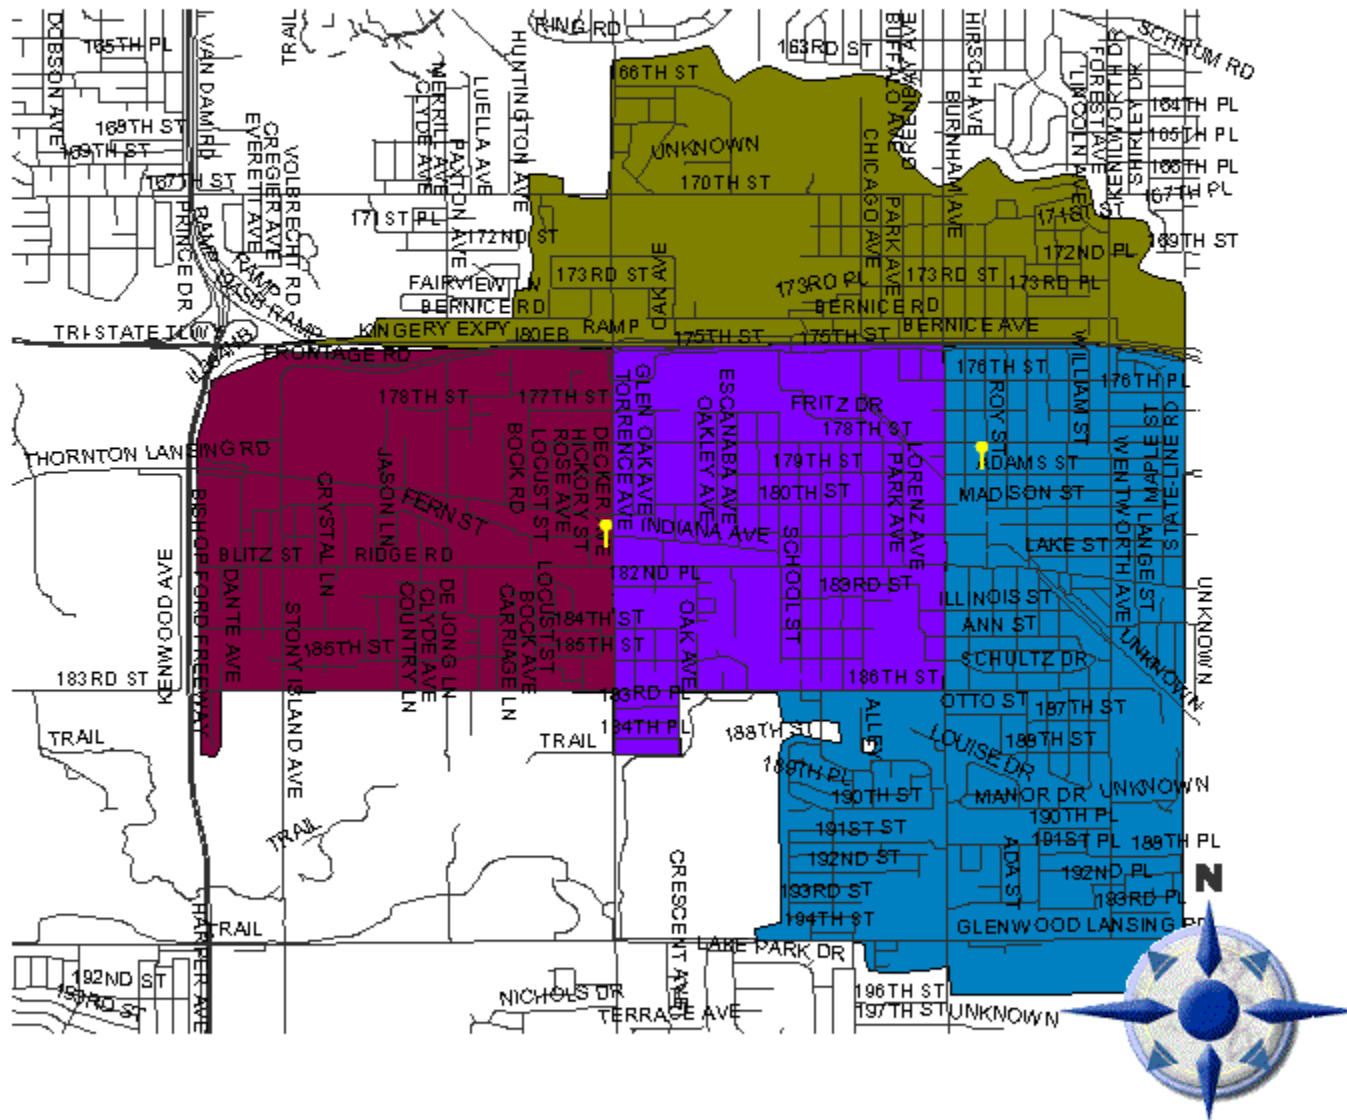 RING RD
163RD ST
SCHRUM RD
165TH PL
DOBSON AVE
VAN DAM RD
TRAIL
MERRIL AVE
CLYDE AVE
LUELLA AVE
PAXTON AVE
HUNTINGTON AVE
166TH ST
BUFFALO AVE
GREENWAY AVE
HIRSCH AVE
BURNHAM AVE
LINCOLN AVE
FOREST AVE
KENILWORTH DR
SHIRLEY DR
164TH PL
165TH PL
166TH PL
167TH PL
169TH ST
168TH ST
169TH ST
167TH ST
EVERETT AVE
CREGIER AVE
VOLBRECHT RD
UNKNOWN
170TH ST
CHICAGO AVE
PARK AVE
171ST ST
172ND PL
171ST PL
172ND ST
PRINCE DR
RAMP
RAMP
RAMP
FAIRVIEW LN
BERNICE RD
173RD ST
OAK AVE
173RD PL
173RD ST
173RD PL
BERNICE RD
BERNICE AVE
TRI-STATE TLWY
KINGERY EXPY
I80EB
RAMP
175TH ST
175TH ST
FRONTAGE RD
WILLIAM ST
176TH ST
176TH PL
178TH ST
177TH ST
GLEN OAK AVE
TORRENCE AVE
ESCANABA AVE
OAKLEY AVE
FRITZ DR
178TH ST
ROY ST
THORNTON LANSING RD
JASON LN
CRYSTAL LN
BOCK RD
LOCUST ST
ROSE AVE
HICKORY ST
DECKER AVE
179TH ST
180TH ST
PARK AVE
LORENZ AVE
ADAMS ST
MADISON ST
WENTWORTH AVE
MAPLE ST
LANGE ST
STATE-LINE RD
FERN ST
INDIANA AVE
LAKE ST
BLITZ ST
RIDGE RD
182ND PL
SCHOOL ST
183RD ST
ILLINOIS ST
ANN ST
SCHULTZ DR
UNKNOWN
UNKNOWN
KENWOOD AVE
BISHOP FORD FREEWAY
DANTE AVE
STONY ISLAND AVE
COUNTRY LN
CLYDE AVE
DE JONG LN
CARRIAGE LN
BOCK AVE
LOCUST ST
184TH ST
185TH ST
185TH ST
OAK AVE
183RD ST
183RD PL
184TH PL
186TH ST
OTTO ST
187TH ST
188TH ST
ALLEY
189TH ST
LOUISE DR
TRAIL
TRAIL
189TH PL
190TH ST
MANOR DR
UNKNOWN
190TH PL
191ST ST
191ST PL
188TH PL
TRAIL
192ND ST
ADA ST
192ND PL
N
CRESCENT AVE
193RD ST
193RD PL
194TH ST
GLENWOOD LANSING RD
HARPER AVE
TRAIL
LAKE PARK DR
192ND ST
193RD ST
NICHOLS DR
TERRACE AVE
196TH ST
197TH ST
UNKNOWN